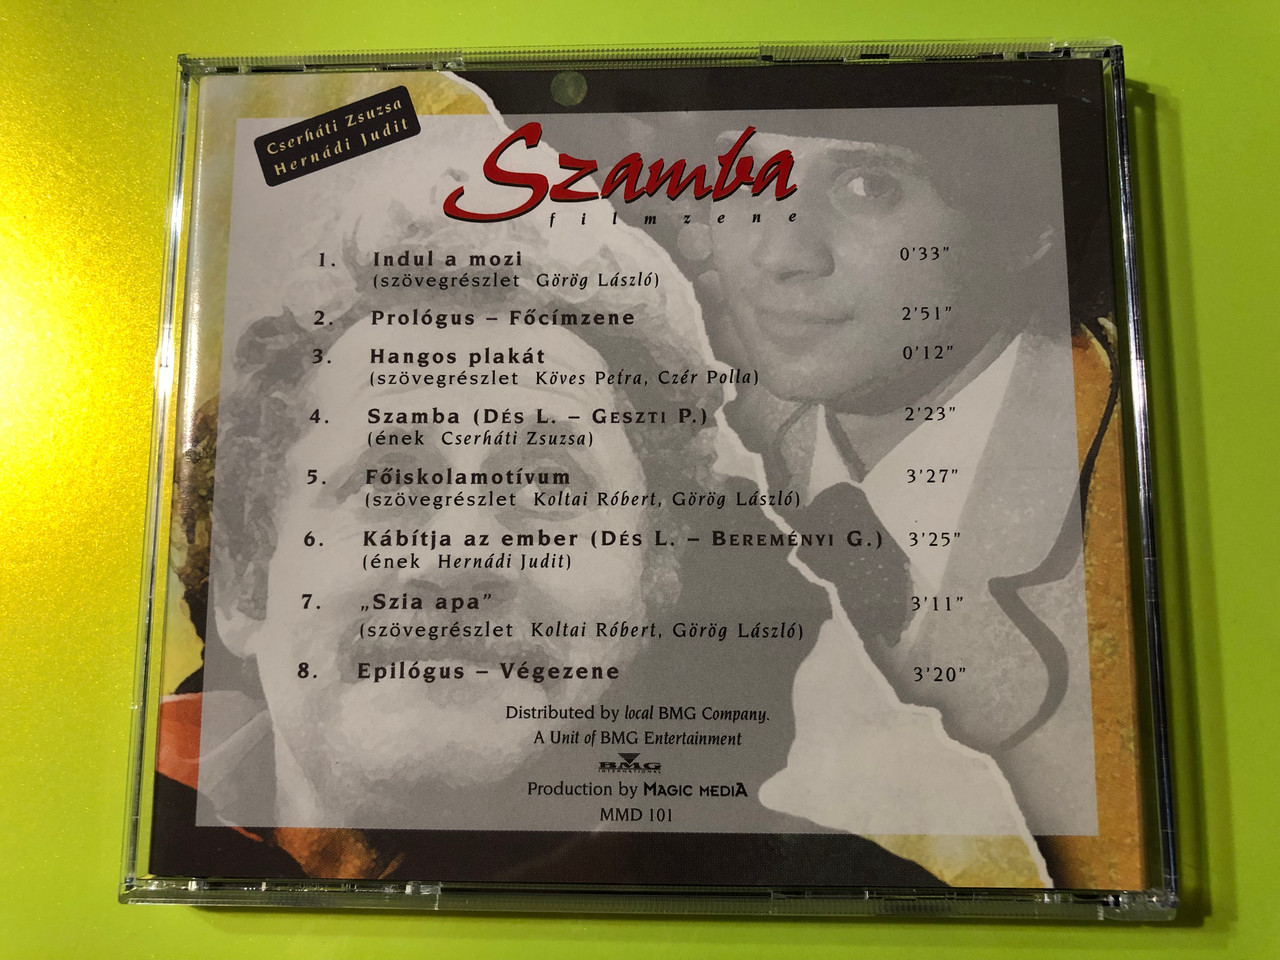 Cserháti Zsuzsa
Hernádi Judit
Szamba
filmzene
1. Indul a mozi 0'33"
(szövegrészlet Görög László)
2. Prológus – Főcímzene 2'51"
3. Hangos plakát 0'12"
(szövegrészlet Köves Petra, Czér Polla)
4. Szamba (Dés L. – Geszti P.) 2'23"
(ének Cserháti Zsuzsa)
5. Főiskolamotívum 3'27"
(szövegrészlet Koltai Róbert, Görög László)
6. Kábítja az ember (Dés L. – Bereményi G.) 3'25"
(ének Hernádi Judit)
7. „Szia apa” 3'11"
(szövegrészlet Koltai Róbert, Görög László)
8. Epilógus – Végezene 3'20"
Distributed by local BMG Company.
A Unit of BMG Entertainment
BMG
INTERNATIONAL
Production by MAGIC MEDIA
MMD 101